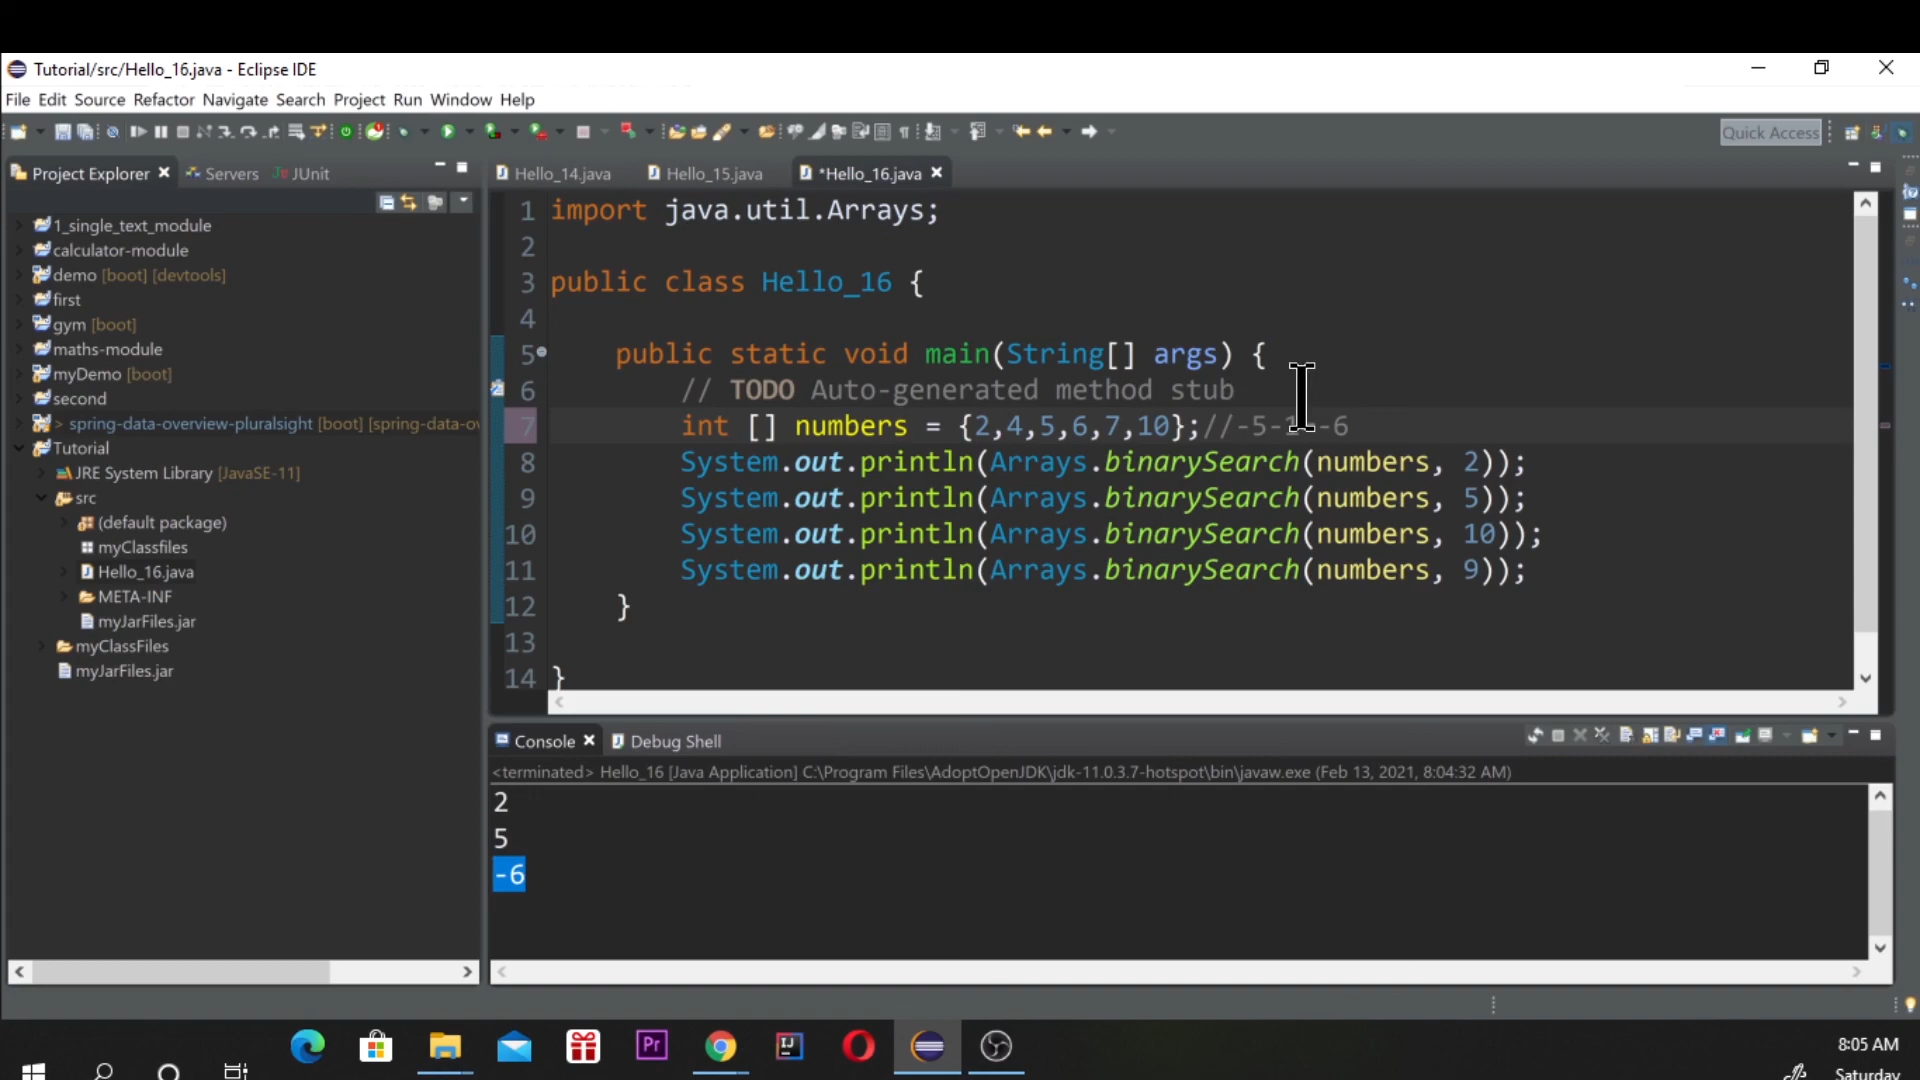 Tutorial/src/Hello_16.java - Eclipse IDE
File Edit Source Refactor Navigate Search Project Run Window Help
Quick Access
Project Explorer Servers JUnit
Hello_14.java Hello_15.java *Hello_16.java
1_single_text_module
calculator-module
demo [boot] [devtools]
first
gym [boot]
maths-module
myDemo [boot]
second
> spring-data-overview-pluralsight [boot] [spring-data-ov
Tutorial
JRE System Library [JavaSE-11]
src
(default package)
myClassfiles
Hello_16.java
META-INF
myJarFiles.jar
myClassFiles
myJarFiles.jar
1 import java.util.Arrays;
2
3 public class Hello_16 {
4
5 public static void main(String[] args) {
6 // TODO Auto-generated method stub
7 int [] numbers = {2,4,5,6,7,10};//-5-1 -6
8 System.out.println(Arrays.binarySearch(numbers, 2));
9 System.out.println(Arrays.binarySearch(numbers, 5));
10 System.out.println(Arrays.binarySearch(numbers, 10));
11 System.out.println(Arrays.binarySearch(numbers, 9));
12 }
13
14 }
Console Debug Shell
<terminated> Hello_16 [Java Application] C:\Program Files\AdoptOpenJDK\jdk-11.0.3.7-hotspot\bin\javaw.exe (Feb 13, 2021, 8:04:32 AM)
2
5
-6
Pr
IJ
8:05 AM
Saturday